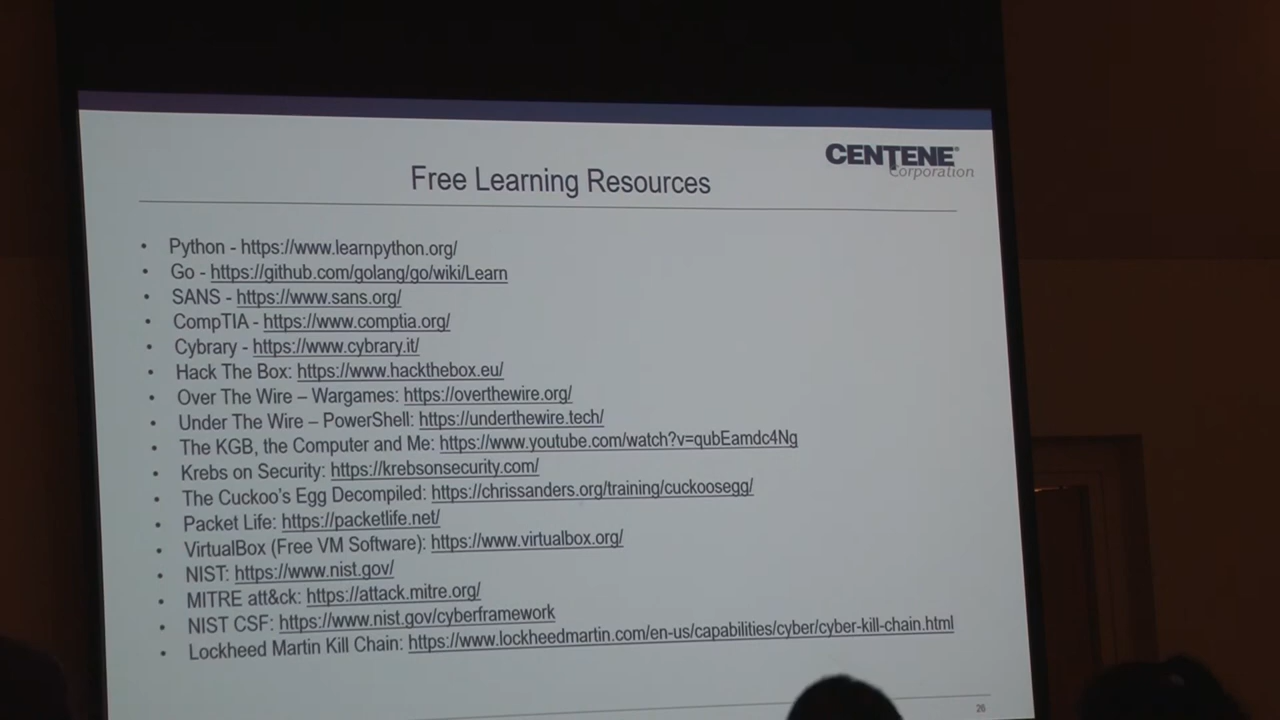 CENTENE®
Corporation
Free Learning Resources
• Python - https://www.learnpython.org/
• Go - https://github.com/golang/go/wiki/Learn
• SANS - https://www.sans.org/
• CompTIA - https://www.comptia.org/
• Cybrary - https://www.cybrary.it/
• Hack The Box: https://www.hackthebox.eu/
• Over The Wire – Wargames: https://overthewire.org/
• Under The Wire – PowerShell: https://underthewire.tech/
• The KGB, the Computer and Me: https://www.youtube.com/watch?v=qubEamdc4Ng
• Krebs on Security: https://krebsonsecurity.com/
• The Cuckoo's Egg Decompiled: https://chrissanders.org/training/cuckoosegg/
• Packet Life: https://packetlife.net/
• VirtualBox (Free VM Software): https://www.virtualbox.org/
• NIST: https://www.nist.gov/
• MITRE att&ck: https://attack.mitre.org/
• NIST CSF: https://www.nist.gov/cyberframework
• Lockheed Martin Kill Chain: https://www.lockheedmartin.com/en-us/capabilities/cyber/cyber-kill-chain.html
26